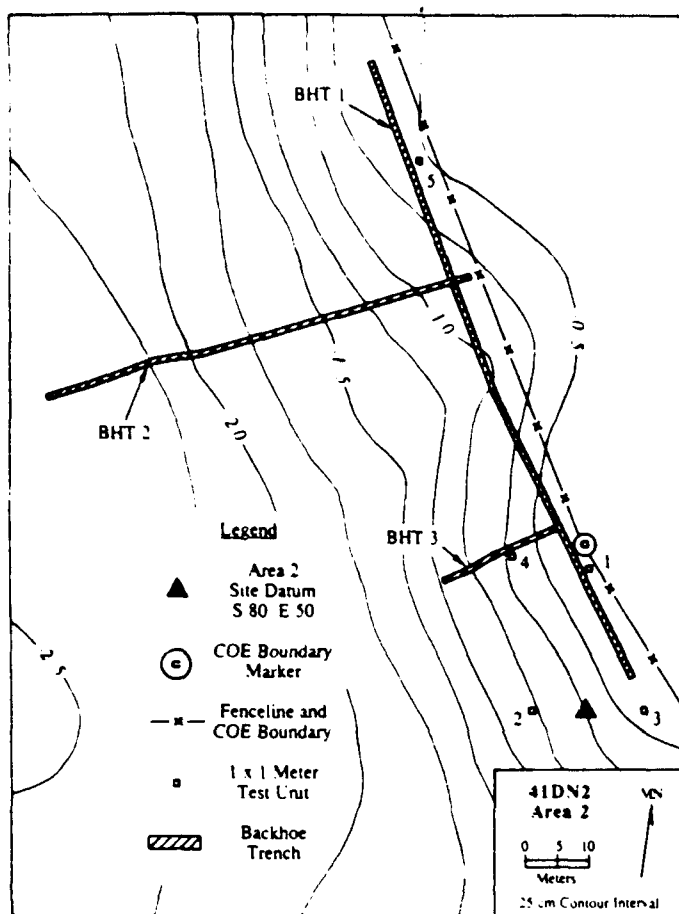 BHT 1
5
1.0
0.5
1.5
BHT 2
2.0
BHT 3
4
1
Legend
Area 2
Site Datum
S 80 E 50
COE Boundary
Marker
2.5
Fenceline and
COE Boundary
2
3
1 x 1 Meter
Test Unit
Backhoe
Trench
41DN2
Area 2
MN
0 5 10
Meters
25 cm Contour Interval